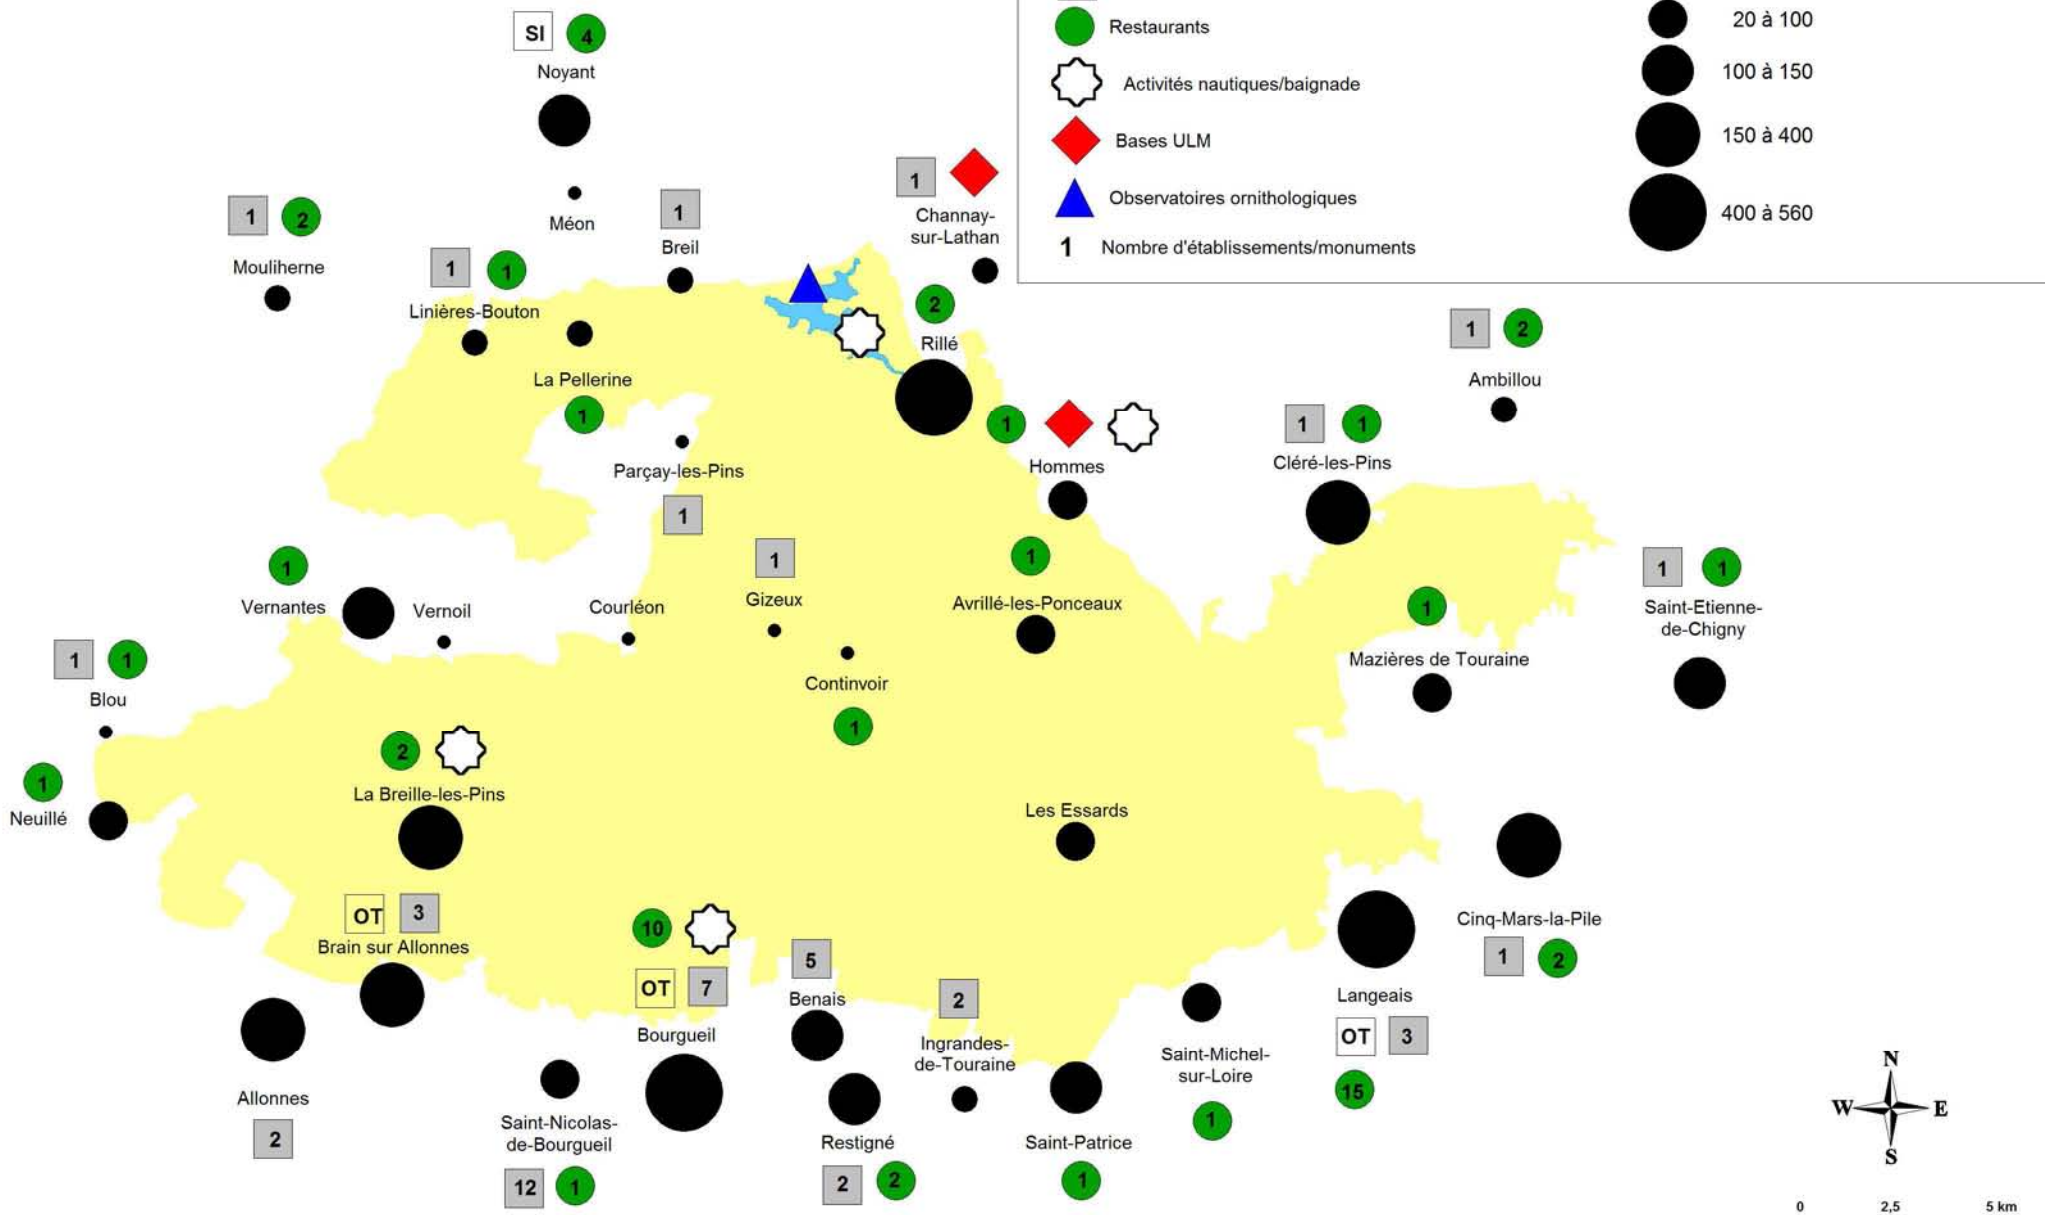 SI 4
Noyant
Méon
1 2
Mouliherne
1 1
Linières-Bouton
1
Breil
La Pellerine
1
1
Channay-
sur-Lathan
2
Rillé
Restaurants
Activités nautiques/baignade
Bases ULM
Observatoires ornithologiques
1 Nombre d'établissements/monuments
20 à 100
100 à 150
150 à 400
400 à 560
1 2
Ambillou
Parçay-les-Pins
1
1
Hommes
1 1
Cléré-les-Pins
1
Vernantes
Vernoil
Courléon
1
Gizeux
1
Avrillé-les-Ponceaux
Continvoir
1
1
Mazières de Touraine
1 1
Saint-Etienne-
de-Chigny
1 1
Blou
1
Neuillé
2
La Breille-les-Pins
Les Essards
OT 3
Brain sur Allonnes
10
OT 7
Bourgueil
5
Benais
2
Ingrandes-
de-Touraine
Cinq-Mars-la-Pile
1 2
Langeais
OT 3
15
Saint-Michel-
sur-Loire
1
Allonnes
2
Saint-Nicolas-
de-Bourgueil
12 1
Restigné
2 2
Saint-Patrice
1
N
W E
S
0 2,5 5 km